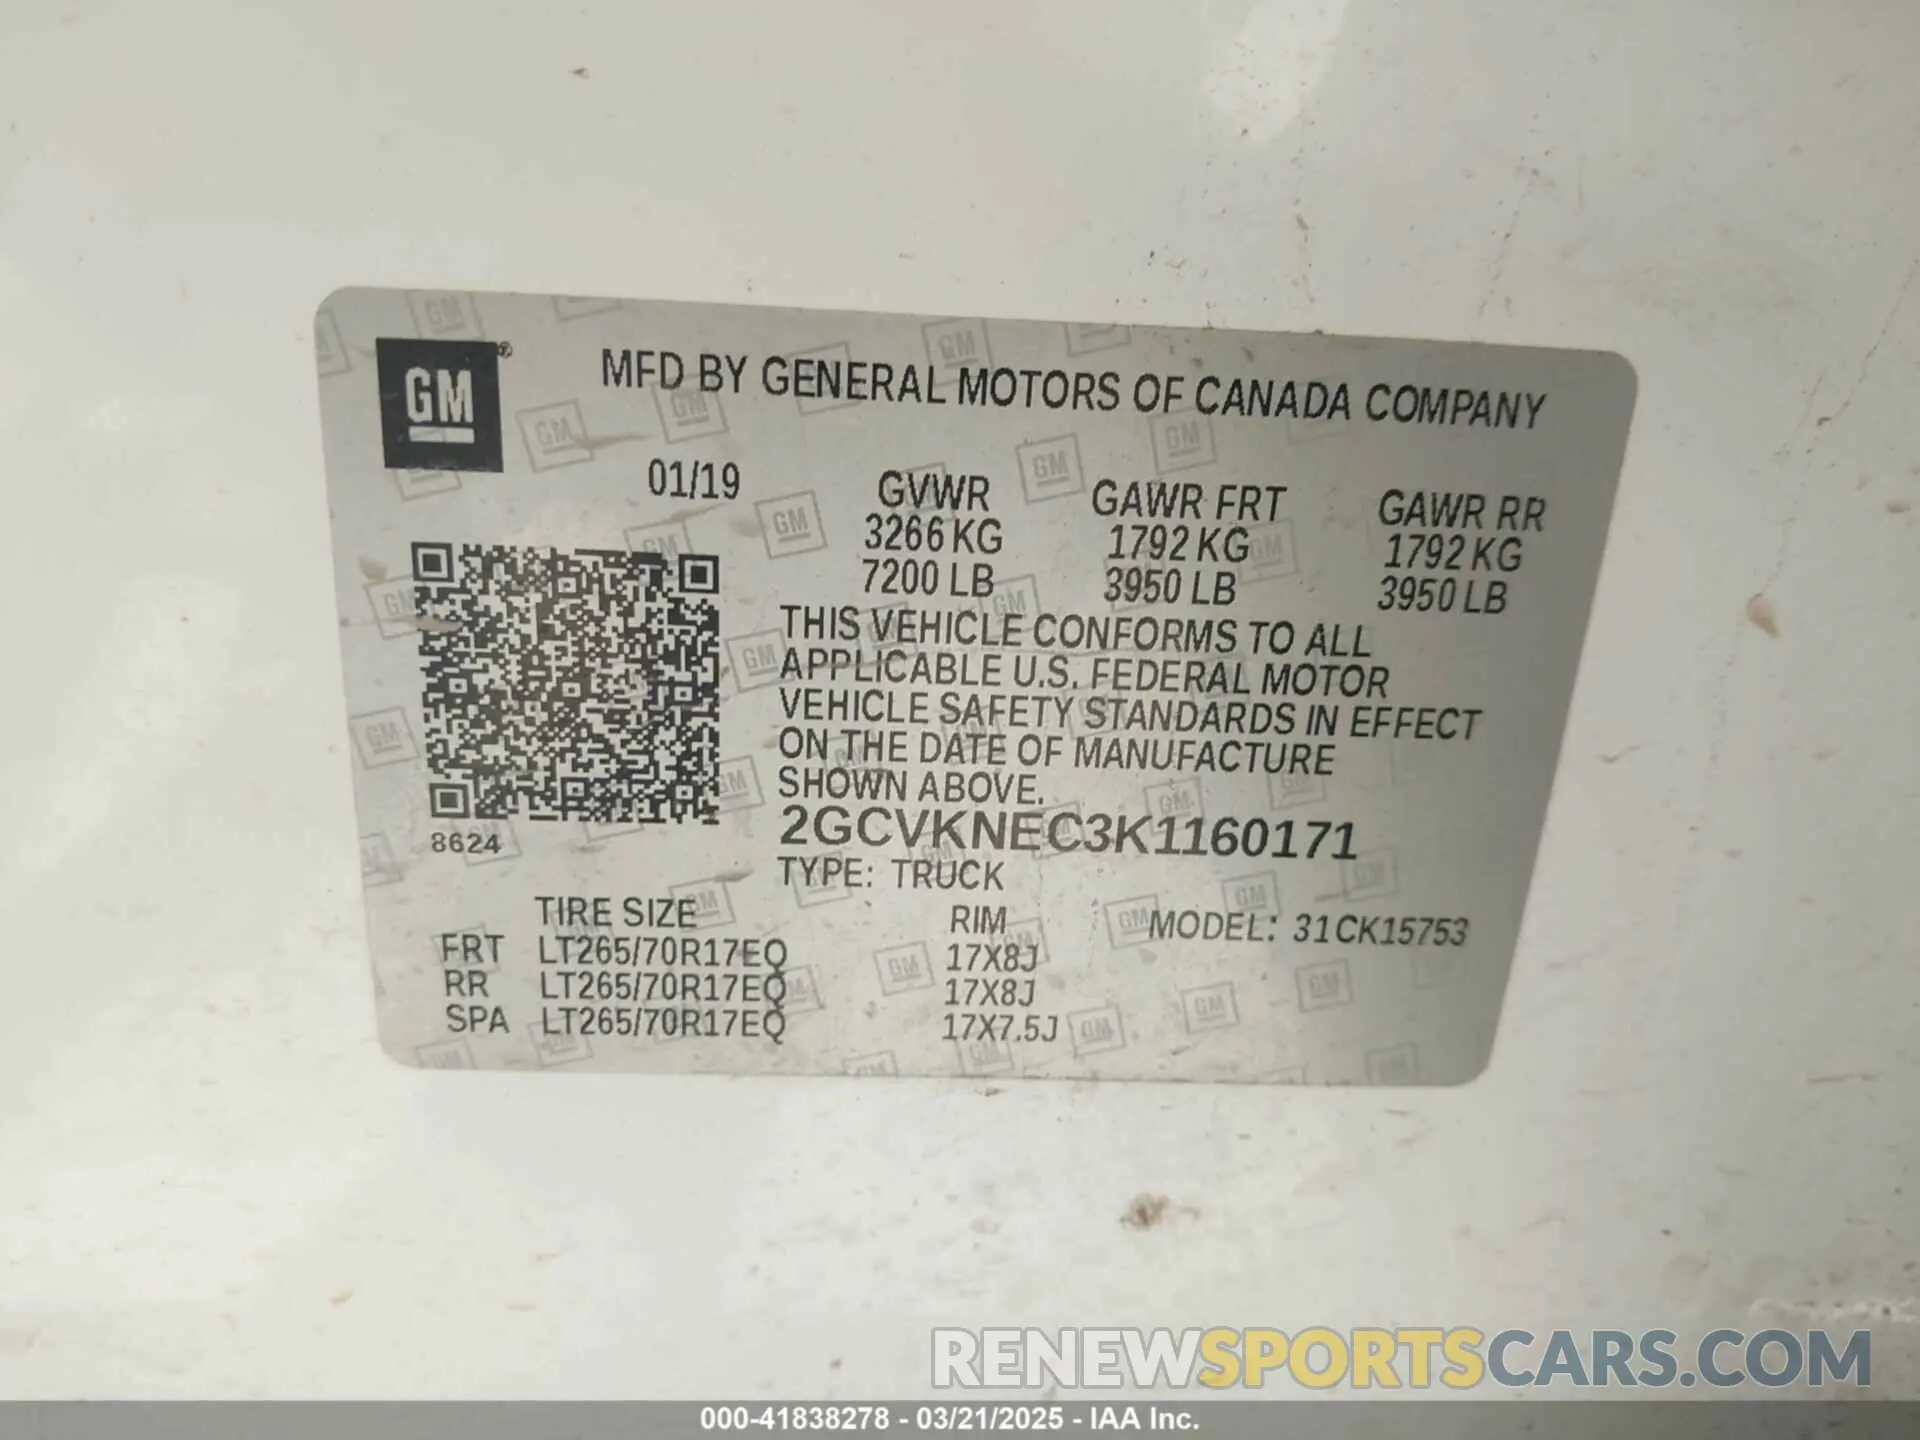 GM ®
MFD BY GENERAL MOTORS OF CANADA COMPANY
01/19
GVWR GAWR FRT GAWR RR
3266 KG 1792 KG 1792 KG
7200 LB 3950 LB 3950 LB
THIS VEHICLE CONFORMS TO ALL
APPLICABLE U.S. FEDERAL MOTOR
VEHICLE SAFETY STANDARDS IN EFFECT
ON THE DATE OF MANUFACTURE
SHOWN ABOVE.
8624
2GCVKNEC3K1160171
TYPE: TRUCK
TIRE SIZE RIM MODEL: 31CK15753
FRT LT265/70R17EQ 17X8J
RR LT265/70R17EQ 17X8J
SPA LT265/70R17EQ 17X7.5J
RENEWSPORTSCARS.COM
000-41838278 - 03/21/2025 - IAA Inc.